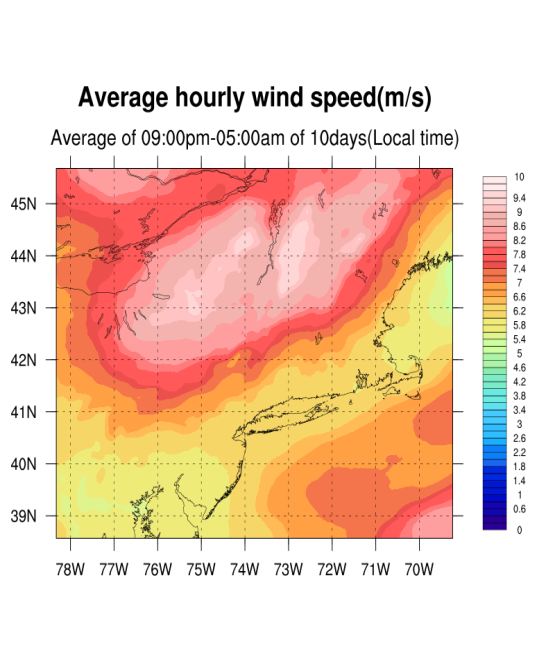 Average hourly wind speed(m/s)
Average of 09:00pm-05:00am of 10days(Local time)
45N
44N
43N
42N
41N
40N
39N
78W 77W 76W 75W 74W 73W 72W 71W 70W
10
9.4
9
8.6
8.2
7.8
7.4
7
6.6
6.2
5.8
5.4
5
4.6
4.2
3.8
3.4
3
2.6
2.2
1.8
1.4
1
0.6
0